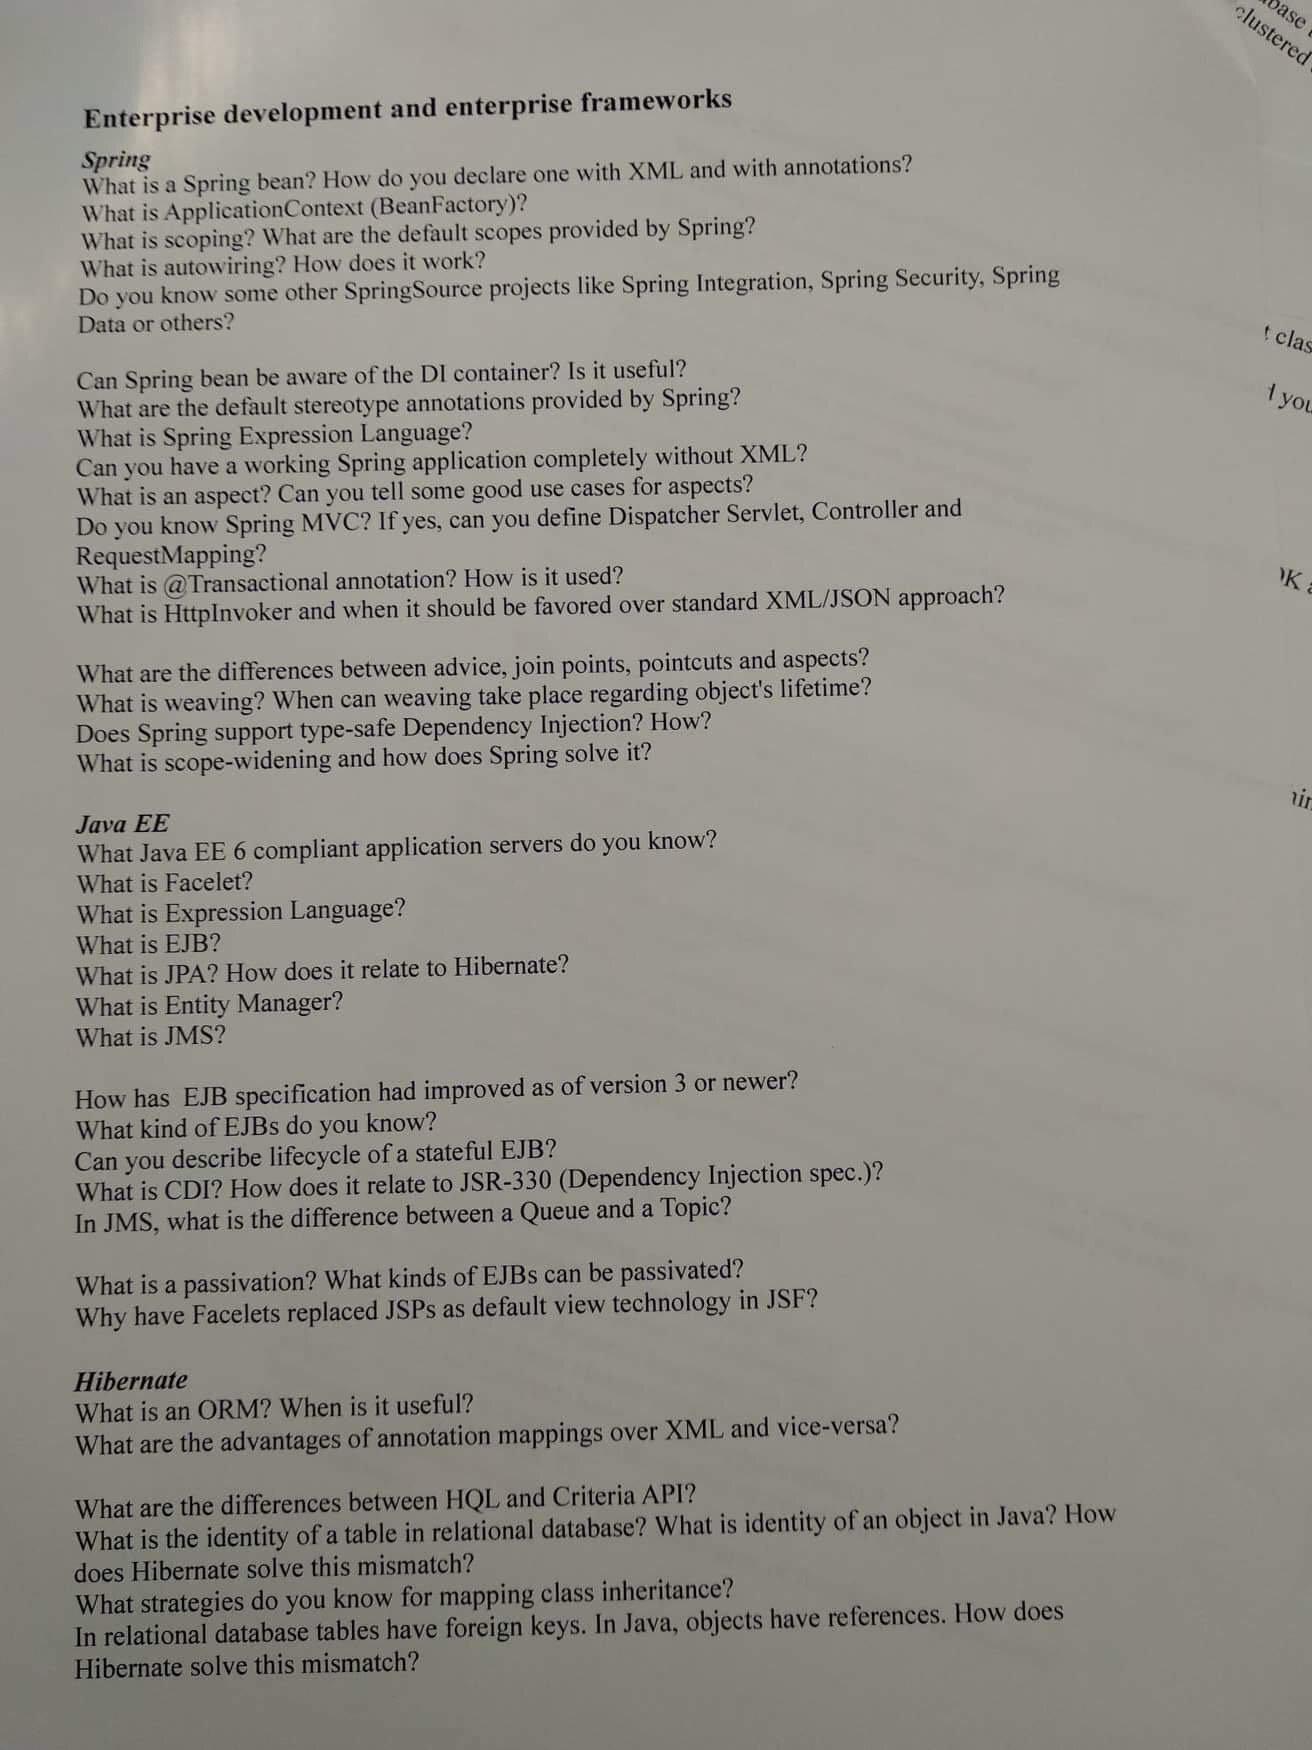 base
clustered
Enterprise development and enterprise frameworks
Spring
What is a Spring bean? How do you declare one with XML and with annotations?
What is ApplicationContext (BeanFactory)?
What is scoping? What are the default scopes provided by Spring?
What is autowiring? How does it work?
Do you know some other SpringSource projects like Spring Integration, Spring Security, Spring
Data or others?
t clas
Can Spring bean be aware of the DI container? Is it useful?
What are the default stereotype annotations provided by Spring?
you
What is Spring Expression Language?
Can you have a working Spring application completely without XML?
What is an aspect? Can you tell some good use cases for aspects?
Do you know Spring MVC? If yes, can you define Dispatcher Servlet, Controller and
RequestMapping?
What is @Transactional annotation? How is it used?
What is HttpInvoker and when it should be favored over standard XML/JSON approach?
What are the differences between advice, join points, pointcuts and aspects?
What is weaving? When can weaving take place regarding object's lifetime?
Does Spring support type-safe Dependency Injection? How?
What is scope-widening and how does Spring solve it?
Java EE
What Java EE 6 compliant application servers do you know?
What is Facelet?
What is Expression Language?
What is EJB?
What is JPA? How does it relate to Hibernate?
What is Entity Manager?
What is JMS?
How has  EJB specification had improved as of version 3 or newer?
What kind of EJBs do you know?
Can you describe lifecycle of a stateful EJB?
What is CDI? How does it relate to JSR-330 (Dependency Injection spec.)?
In JMS, what is the difference between a Queue and a Topic?
What is a passivation? What kinds of EJBs can be passivated?
Why have Facelets replaced JSPs as default view technology in JSF?
Hibernate
What is an ORM? When is it useful?
What are the advantages of annotation mappings over XML and vice-versa?
What are the differences between HQL and Criteria API?
What is the identity of a table in relational database? What is identity of an object in Java? How
does Hibernate solve this mismatch?
What strategies do you know for mapping class inheritance?
In relational database tables have foreign keys. In Java, objects have references. How does
Hibernate solve this mismatch?